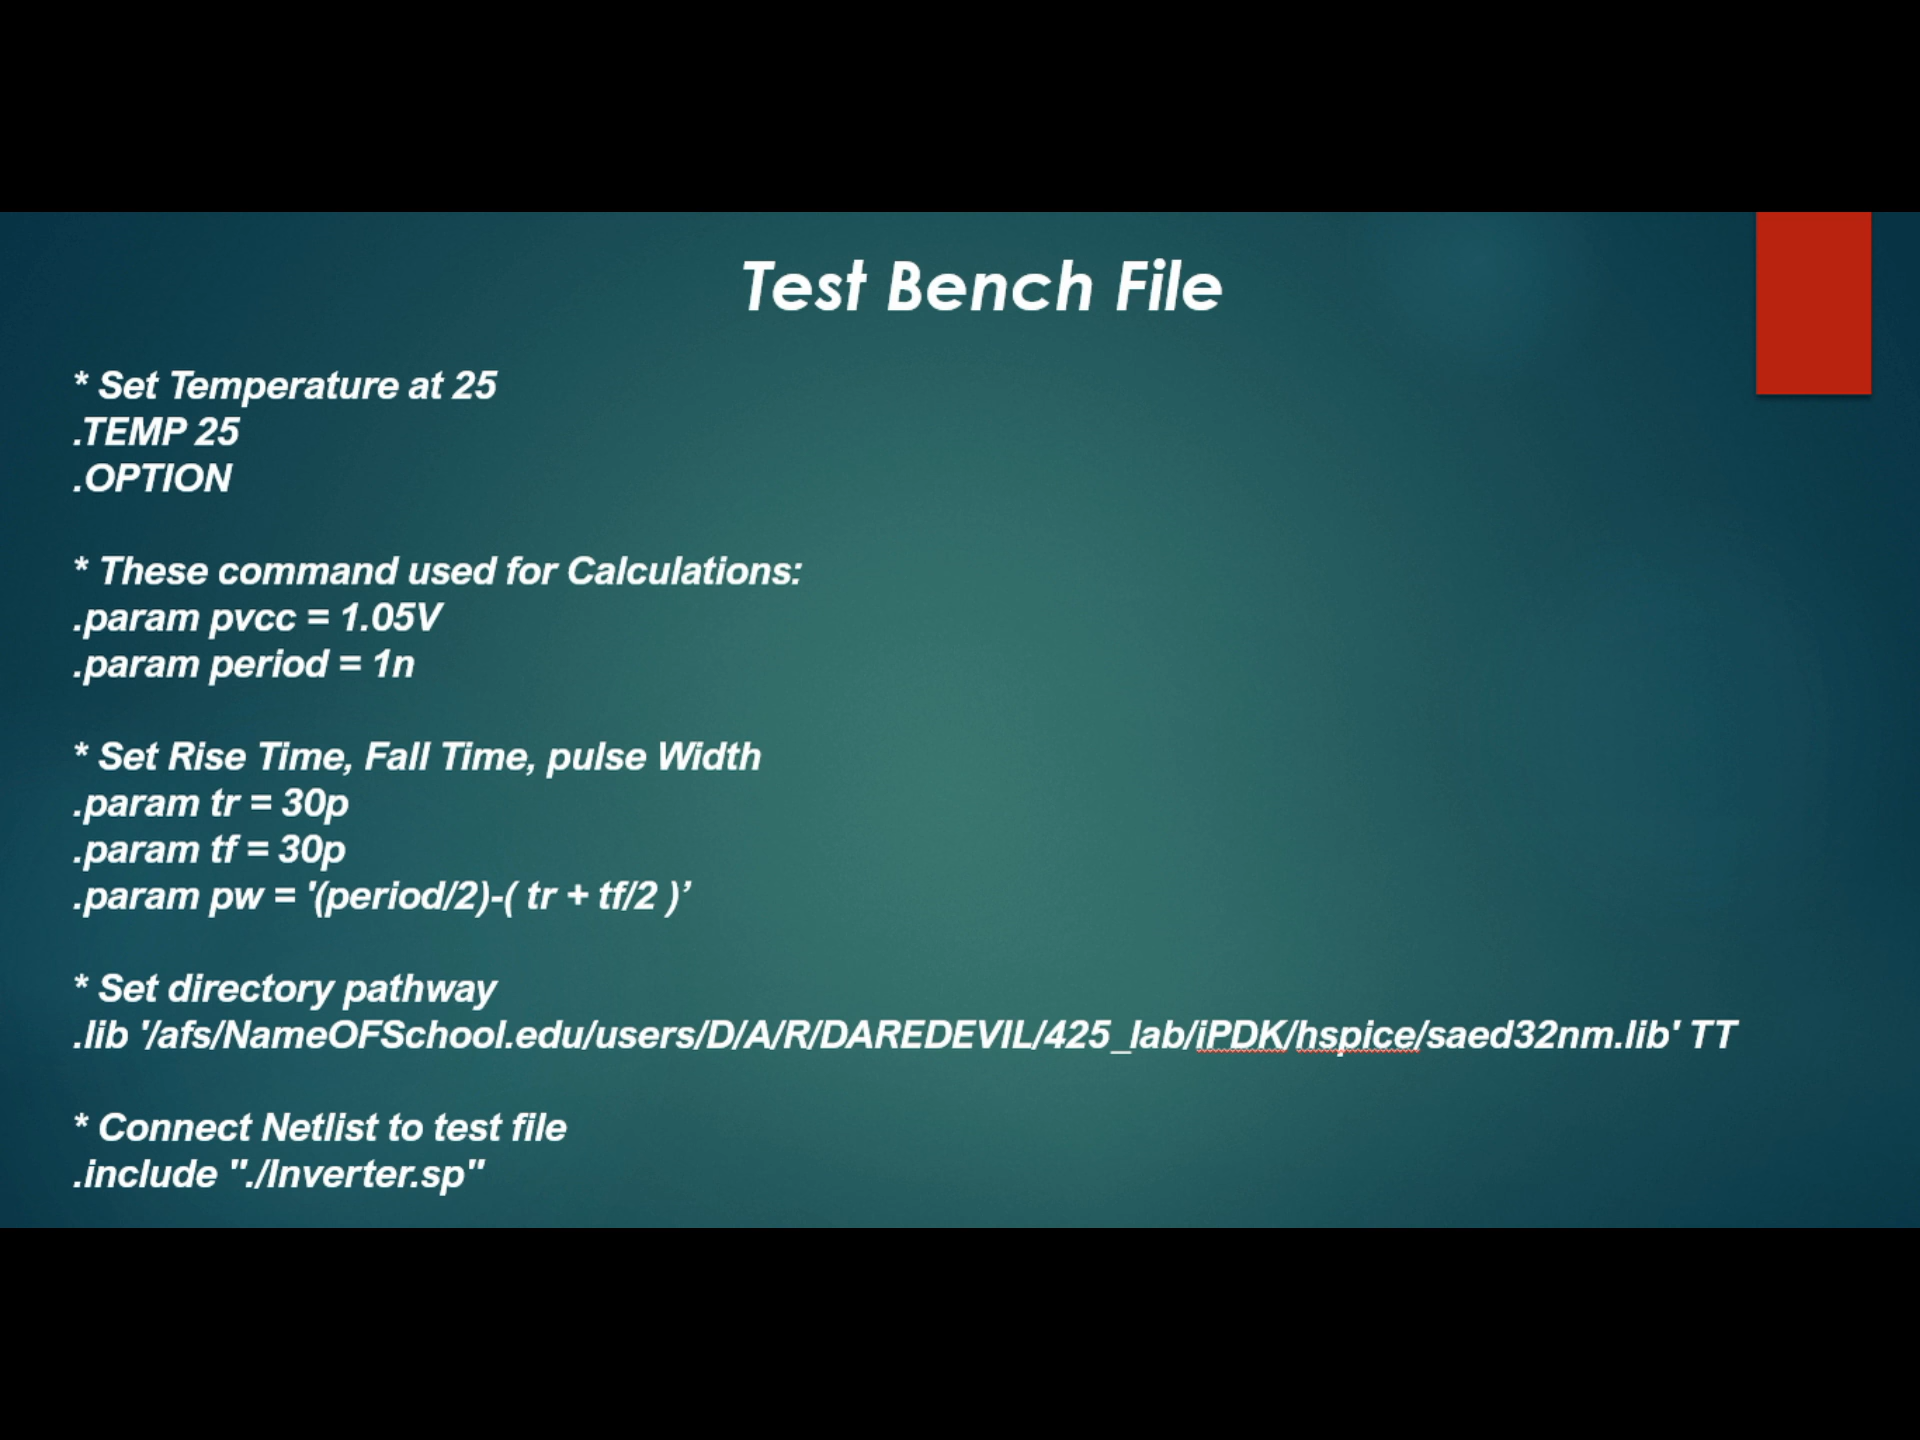 Test Bench File
* Set Temperature at 25
.TEMP 25
.OPTION
* These command used for Calculations:
.param pvcc = 1.05V
.param period = 1n
* Set Rise Time, Fall Time, pulse Width
.param tr = 30p
.param tf = 30p
.param pw = '(period/2)-( tr + tf/2 )’
* Set directory pathway
.lib '/afs/NameOFSchool.edu/users/D/A/R/DAREDEVIL/425_lab/iPDK/hspice/saed32nm.lib' TT
* Connect Netlist to test file
.include "./Inverter.sp"